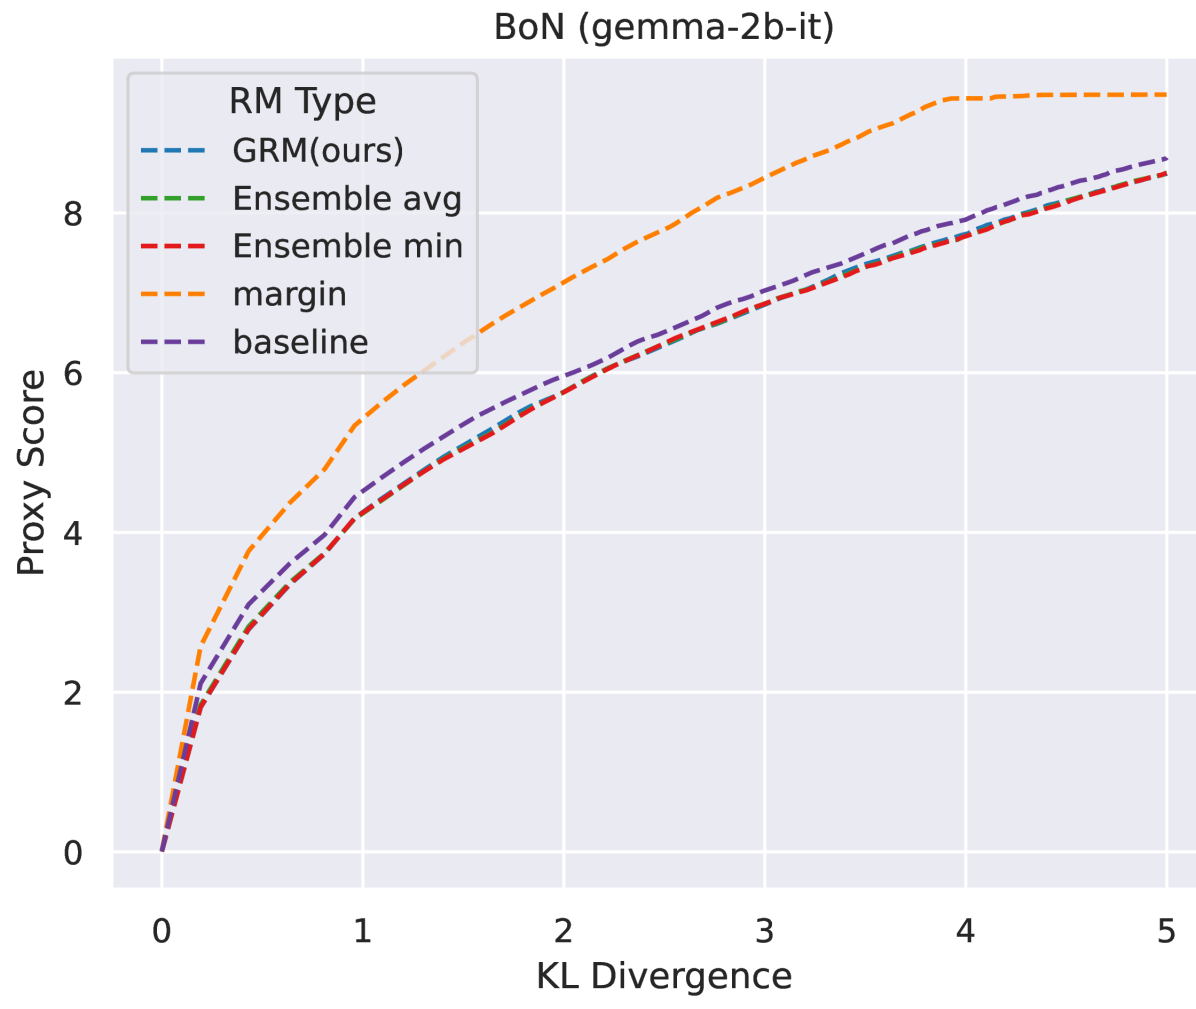 BoN (gemma-2b-it)
RM Type
GRM(ours)
Ensemble avg
Ensemble min
margin
baseline
Proxy Score
8
6
4
2
0
0 1 2 3 4 5
KL Divergence